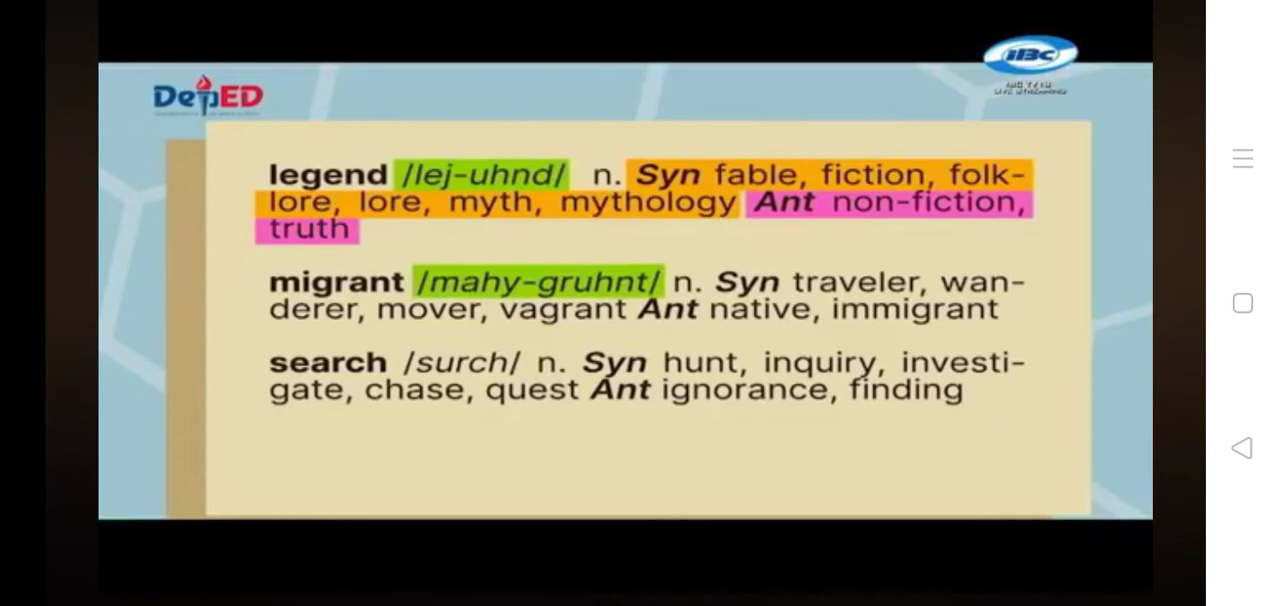 DepED
IBC
LIVE STREAMING
legend /lej-uhnd/ n. Syn fable, fiction, folk-
lore, lore, myth, mythology Ant non-fiction,
truth
migrant /mahy-gruhnt/ n. Syn traveler, wan-
derer, mover, vagrant Ant native, immigrant
search /surch/ n. Syn hunt, inquiry, investi-
gate, chase, quest Ant ignorance, finding